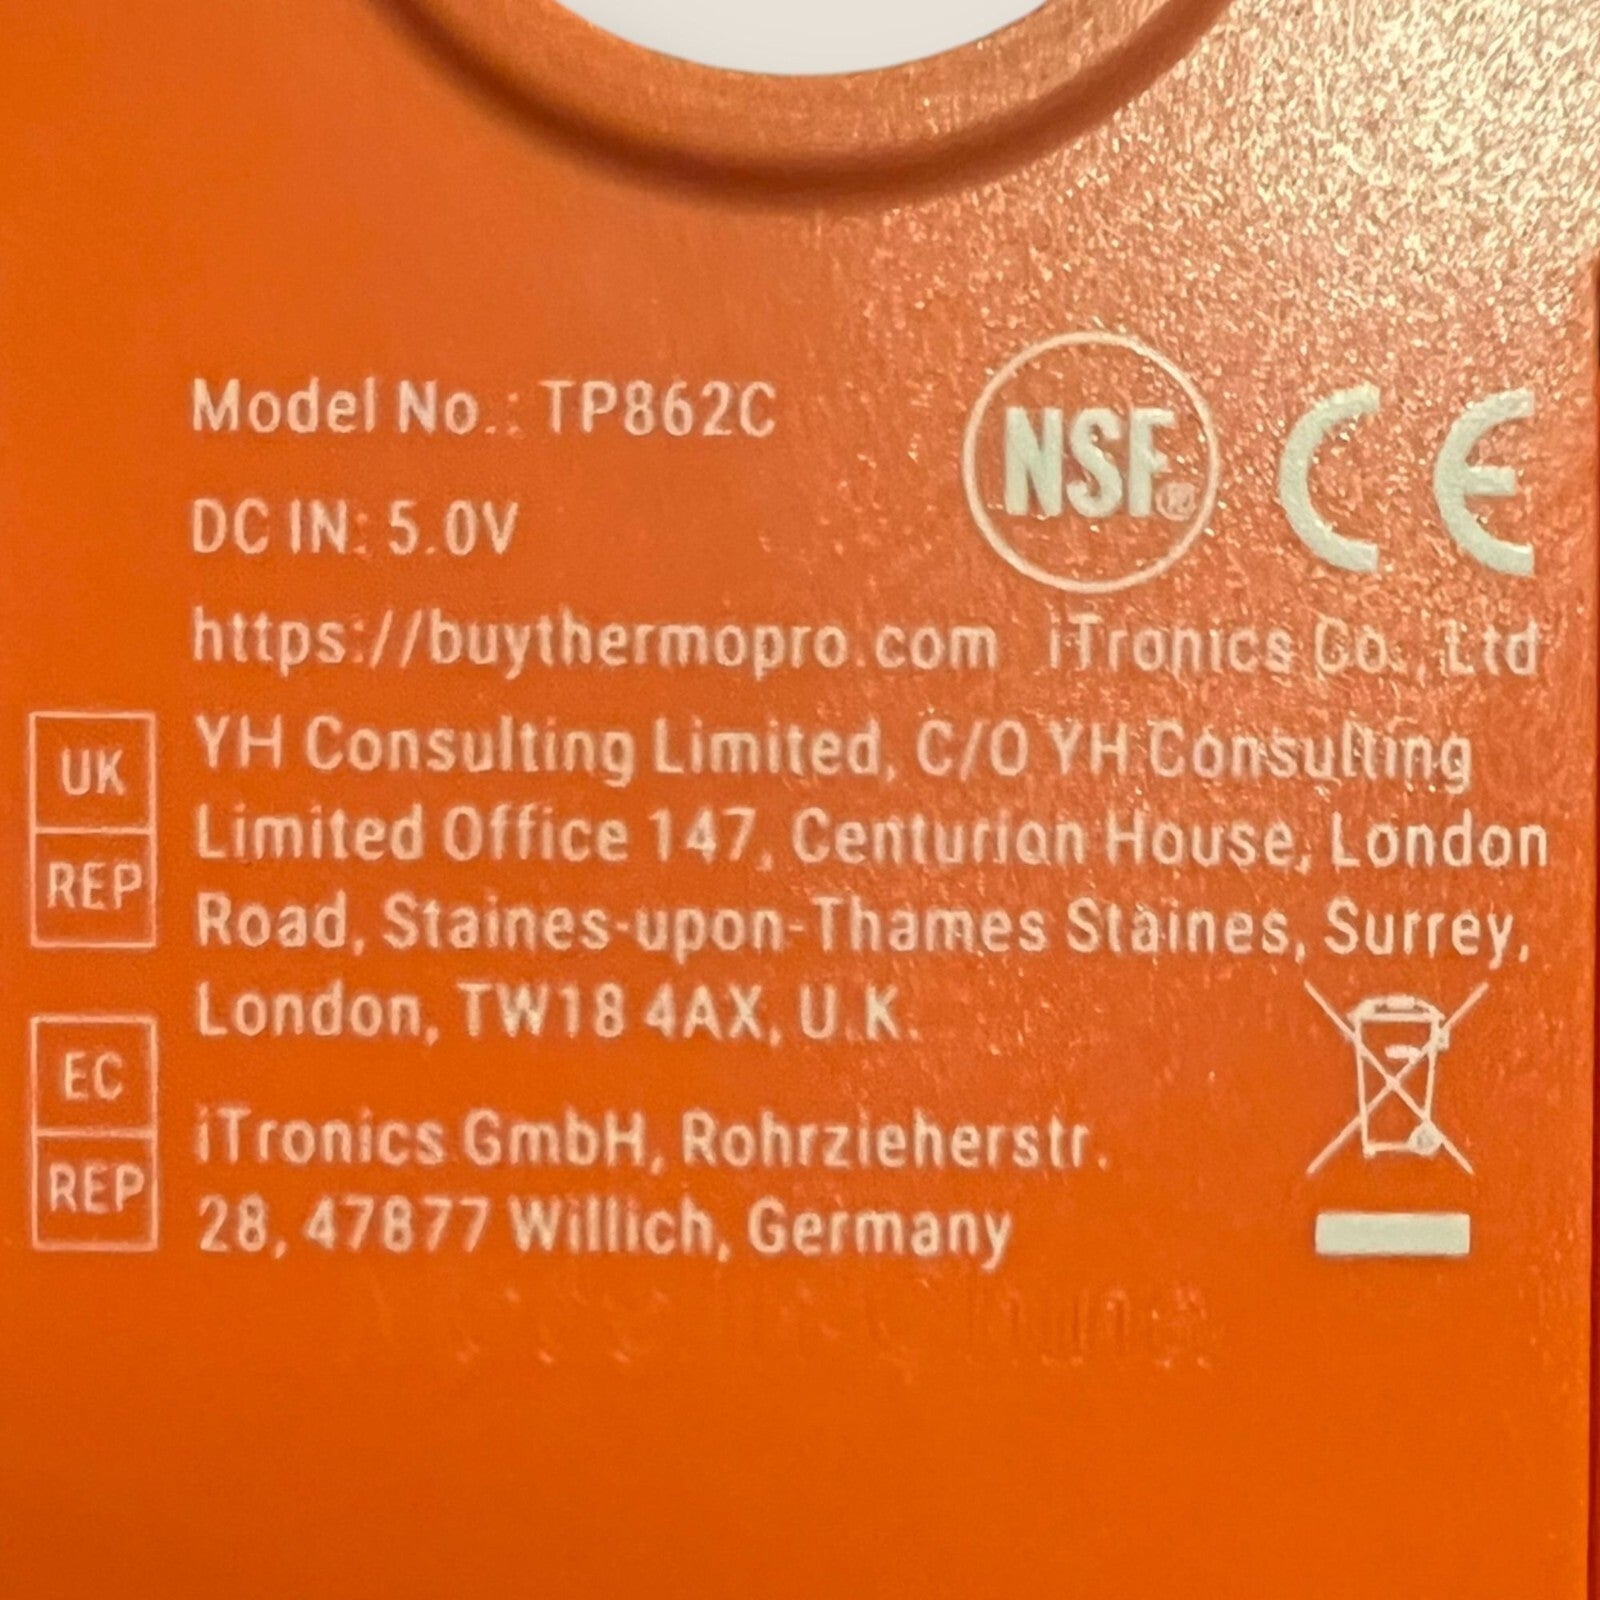 Model No.: TP862C
NSF® CE
DC IN: 5.0V
https://buythermopro.com iTronics Co., Ltd
UK
REP
YH Consulting Limited, C/O YH Consulting
Limited Office 147, Centurion House, London
Road, Staines-upon-Thames Staines, Surrey,
London, TW18 4AX, U.K.
EC
REP
iTronics GmbH, Rohrzieherstr.
28, 47877 Willich, Germany